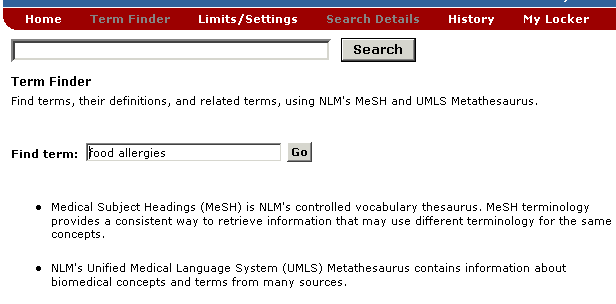 Home Term Finder Limits/Settings Search Details History My Locker
Search
Term Finder
Find terms, their definitions, and related terms, using NLM's MeSH and UMLS Metathesaurus.
Find term: food allergies Go
• Medical Subject Headings (MeSH) is NLM's controlled vocabulary thesaurus. MeSH terminology
provides a consistent way to retrieve information that may use different terminology for the same
concepts.
• NLM's Unified Medical Language System (UMLS) Metathesaurus contains information about
biomedical concepts and terms from many sources.